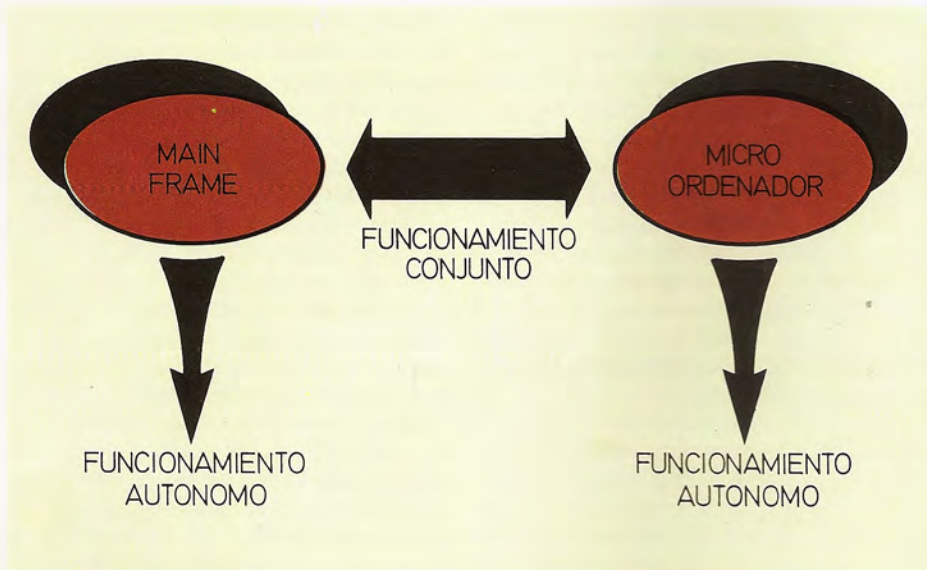 MAIN
FRAME
MICRO
ORDENADOR
FUNCIONAMIENTO
CONJUNTO
FUNCIONAMIENTO
AUTONOMO
FUNCIONAMIENTO
AUTONOMO